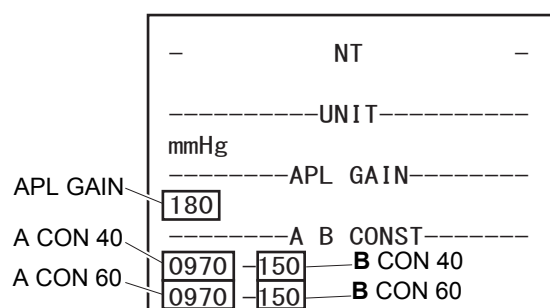 - NT -
----------UNIT----------
mmHg
--------APL GAIN--------
APL GAIN 180
--------A B CONST-------
A CON 40 0970 -150 B CON 40
A CON 60 0970 -150 B CON 60